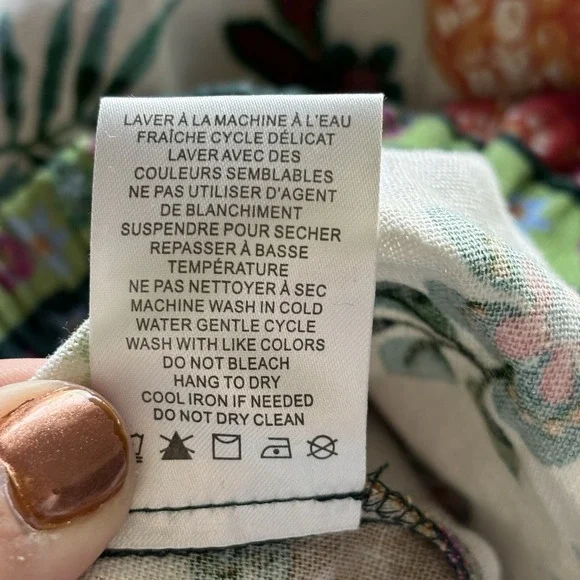 LAVER À LA MACHINE À L'EAU
FRAÎCHE CYCLE DÉLICAT
LAVER AVEC DES
COULEURS SEMBLABLES
NE PAS UTILISER D'AGENT
DE BLANCHIMENT
SUSPENDRE POUR SECHER
REPASSER À BASSE
TEMPÉRATURE
NE PAS NETTOYER À SEC
MACHINE WASH IN COLD
WATER GENTLE CYCLE
WASH WITH LIKE COLORS
DO NOT BLEACH
HANG TO DRY
COOL IRON IF NEEDED
DO NOT DRY CLEAN